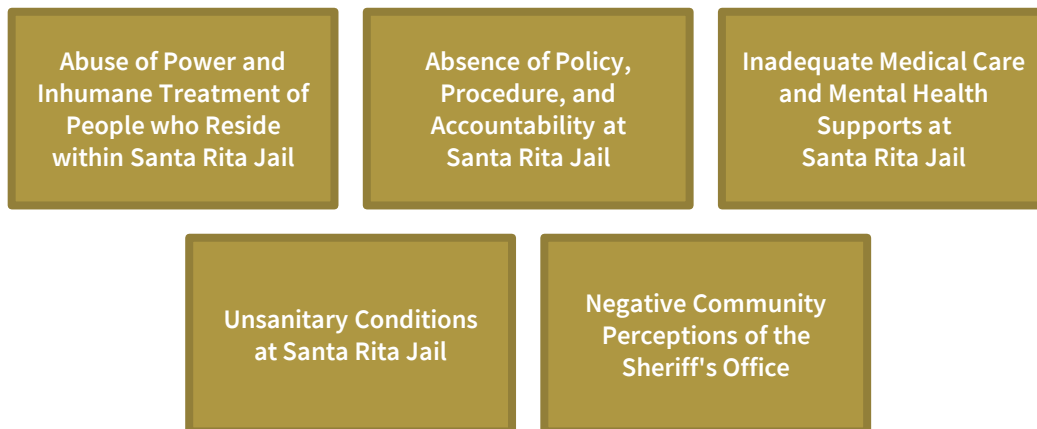 Abuse of Power and
Inhumane Treatment of
People who Reside
within Santa Rita Jail
Absence of Policy,
Procedure, and
Accountability at
Santa Rita Jail
Inadequate Medical Care
and Mental Health
Supports at
Santa Rita Jail
Unsanitary Conditions
at Santa Rita Jail
Negative Community
Perceptions of the
Sheriff's Office